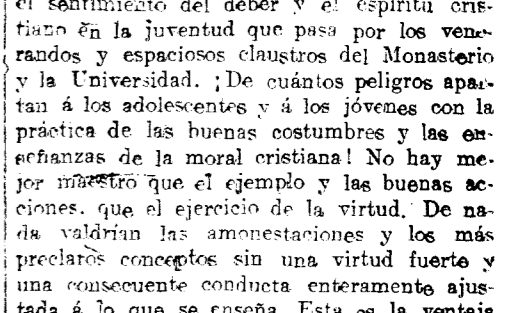 el sentimiento del deber y el espíritu cris-
tiano en la juventud que pasa por los vene-
randos y espaciosos claustros del Monasterio
y la Universidad. ¡De cuántos peligros apar-
tan á los adolescentes y á los jóvenes con la
práctica de las buenas costumbres y las en-
señanzas de la moral cristiana! No hay me-
jor maestro que el ejemplo y las buenas ac-
ciones, que el ejercicio de la virtud. De na-
da valdrían las amonestaciones y los más
preclaros conceptos sin una virtud fuerte y
una consecuente conducta enteramente ajus-
tada á lo que se enseña. Esta es la ventaja